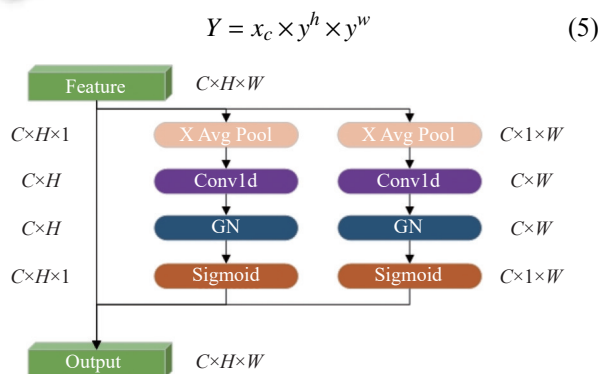 Y = x_c × y^h × y^w (5)
Feature C×H×W
C×H×1 X Avg Pool X Avg Pool C×1×W
C×H Conv1d Conv1d C×W
C×H GN GN C×W
C×H×1 Sigmoid Sigmoid C×1×W
Output C×H×W